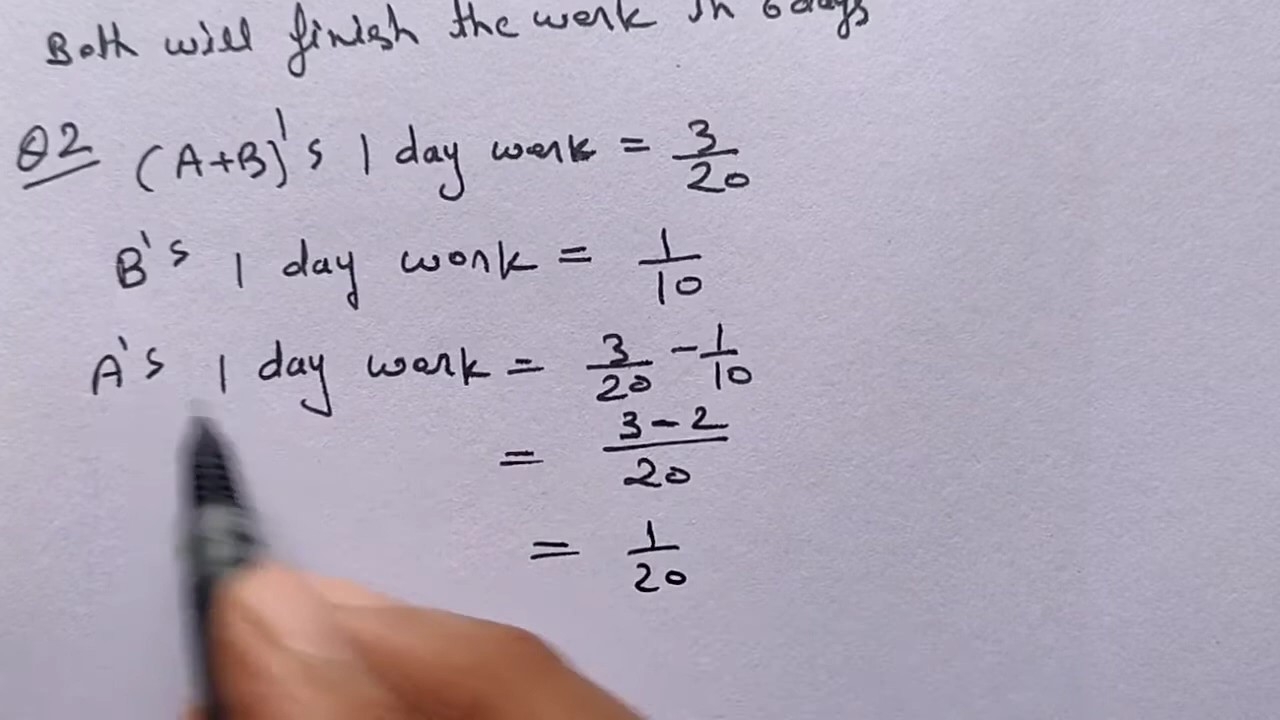 Both will finish the work in 6 days
Q2 (A+B)'s 1 day work = 3/20
B's 1 day work = 1/10
A's 1 day work = 3/20 - 1/10
= 3-2/20
= 1/20